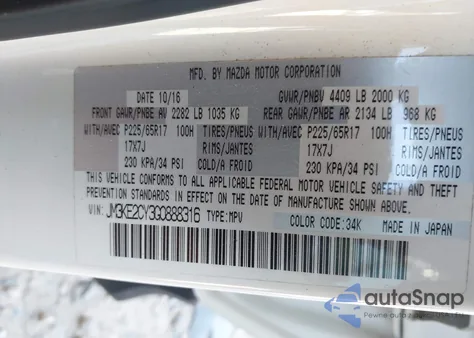 MFD. BY MAZDA MOTOR CORPORATION
DATE 10/16 GVWR/PNBV 4409 LB 2000 KG
FRONT GAWR/PNBE AV 2282 LB 1035 KG REAR GAWR/PNBE AR 2134 LB 968 KG
WITH/AVEC P225/65R17 100H TIRES/PNEUS WITH/AVEC P225/65R17 100H TIRES/PNEUS
17X7J RIMS/JANTES 17X7J RIMS/JANTES
230 KPA/34 PSI COLD/A FROID 230 KPA/34 PSI COLD/A FROID
THIS VEHICLE CONFORMS TO ALL APPLICABLE FEDERAL MOTOR VEHICLE SAFETY AND THEFT
PREVENTION STANDARDS IN EFFECT ON THE DATE OF MANUFACTURE SHOWN ABOVE.
VIN: JM3KE2CY3G0888316 TYPE:MPV
COLOR CODE:34K MADE IN JAPAN
autoSnap
Pewne auto